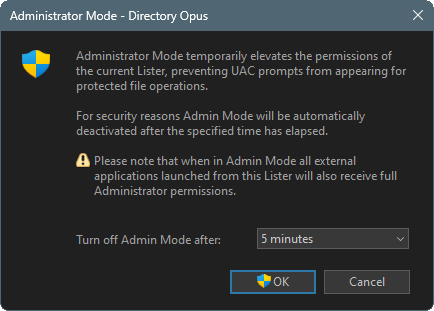 Administrator Mode - Directory Opus
Administrator Mode temporarily elevates the permissions of
the current Lister, preventing UAC prompts from appearing for
protected file operations.
For security reasons Admin Mode will be automatically
deactivated after the specified time has elapsed.
Please note that when in Admin Mode all external
applications launched from this Lister will also receive full
Administrator permissions.
Turn off Admin Mode after: 5 minutes
OK Cancel